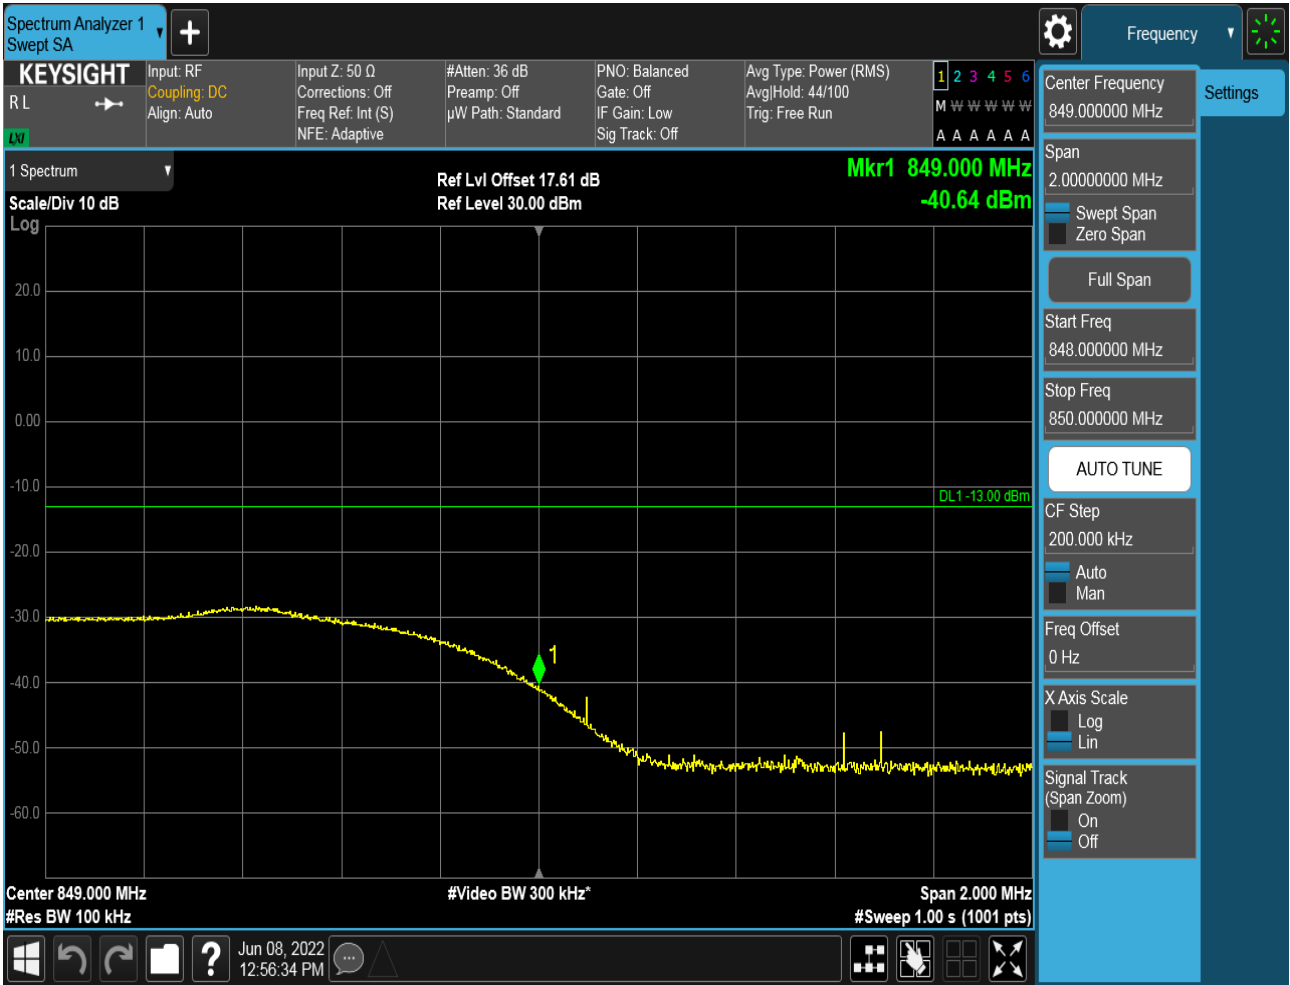 Spectrum Analyzer 1
Swept SA
Frequency
KEYSIGHT
R L
LXI
Input: RF
Coupling: DC
Align: Auto
Input Z: 50 Ω
Corrections: Off
Freq Ref: Int (S)
NFE: Adaptive
#Atten: 36 dB
Preamp: Off
µW Path: Standard
PNO: Balanced
Gate: Off
IF Gain: Low
Sig Track: Off
Avg Type: Power (RMS)
Avg|Hold: 44/100
Trig: Free Run
1 2 3 4 5 6
M W W W W W
A A A A A A
1 Spectrum
Scale/Div 10 dB
Log
Ref Lvl Offset 17.61 dB
Ref Level 30.00 dBm
Mkr1 849.000 MHz
-40.64 dBm
20.0
10.0
0.00
-10.0
DL1 -13.00 dBm
-20.0
-30.0
1
-40.0
-50.0
-60.0
Center 849.000 MHz
#Video BW 300 kHz*
Span 2.000 MHz
#Res BW 100 kHz
#Sweep 1.00 s (1001 pts)
Center Frequency
849.000000 MHz
Settings
Span
2.00000000 MHz
Swept Span
Zero Span
Full Span
Start Freq
848.000000 MHz
Stop Freq
850.000000 MHz
AUTO TUNE
CF Step
200.000 kHz
Auto
Man
Freq Offset
0 Hz
X Axis Scale
Log
Lin
Signal Track
(Span Zoom)
On
Off
?
Jun 08, 2022
12:56:34 PM